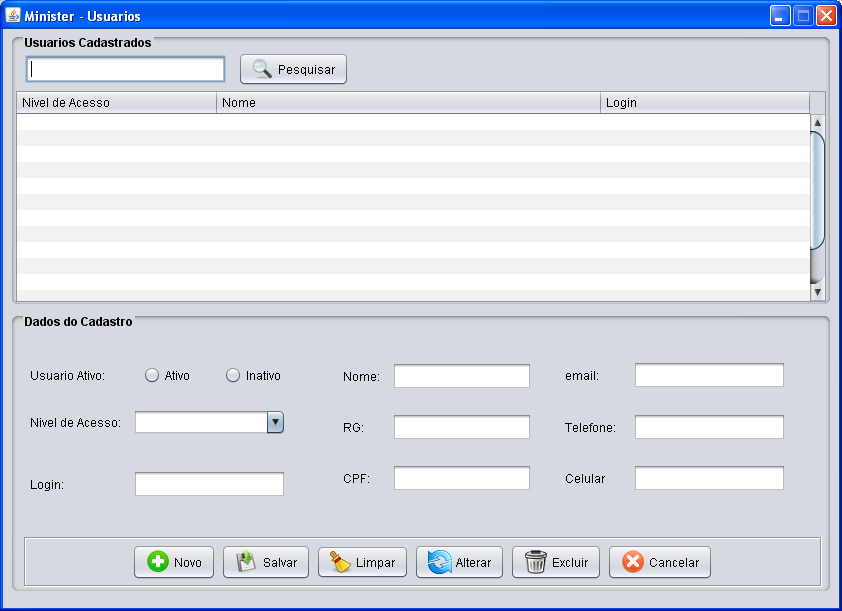 Minister - Usuarios
Usuarios Cadastrados
Pesquisar
Nivel de Acesso Nome Login
Dados do Cadastro
Usuario Ativo: Ativo Inativo Nome: email:
Nivel de Acesso: RG: Telefone:
Login: CPF: Celular
Novo Salvar Limpar Alterar Excluir Cancelar